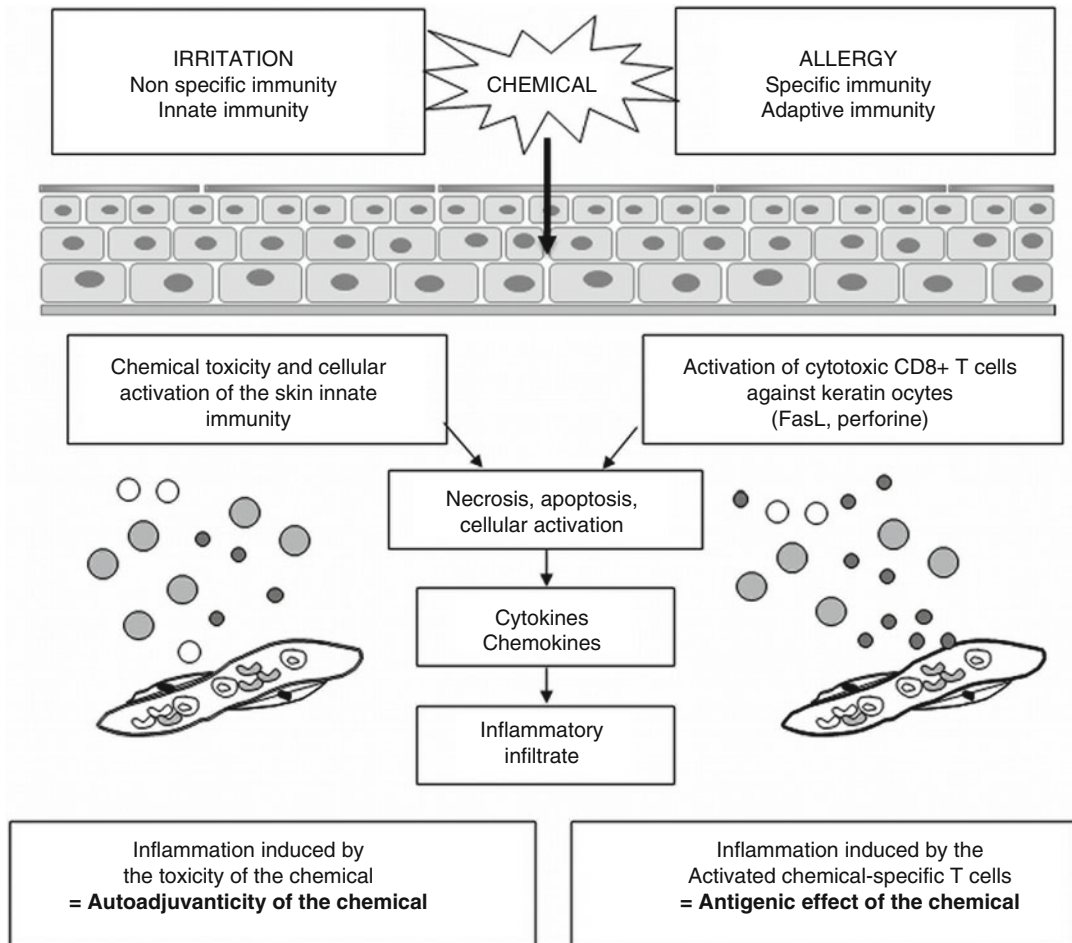 IRRITATION
Non specific immunity
Innate immunity
CHEMICAL
ALLERGY
Specific immunity
Adaptive immunity
Chemical toxicity and cellular
activation of the skin innate
immunity
Activation of cytotoxic CD8+ T cells
against keratin ocytes
(FasL, perforine)
Necrosis, apoptosis,
cellular activation
Cytokines
Chemokines
Inflammatory
infiltrate
Inflammation induced by
the toxicity of the chemical
= Autoadjuvanticity of the chemical
Inflammation induced by the
Activated chemical-specific T cells
= Antigenic effect of the chemical